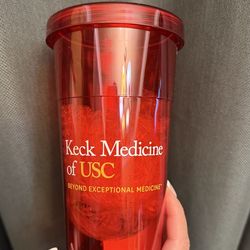 Keck Medicine
of USC
BEYOND EXCEPTIONAL MEDICINE™